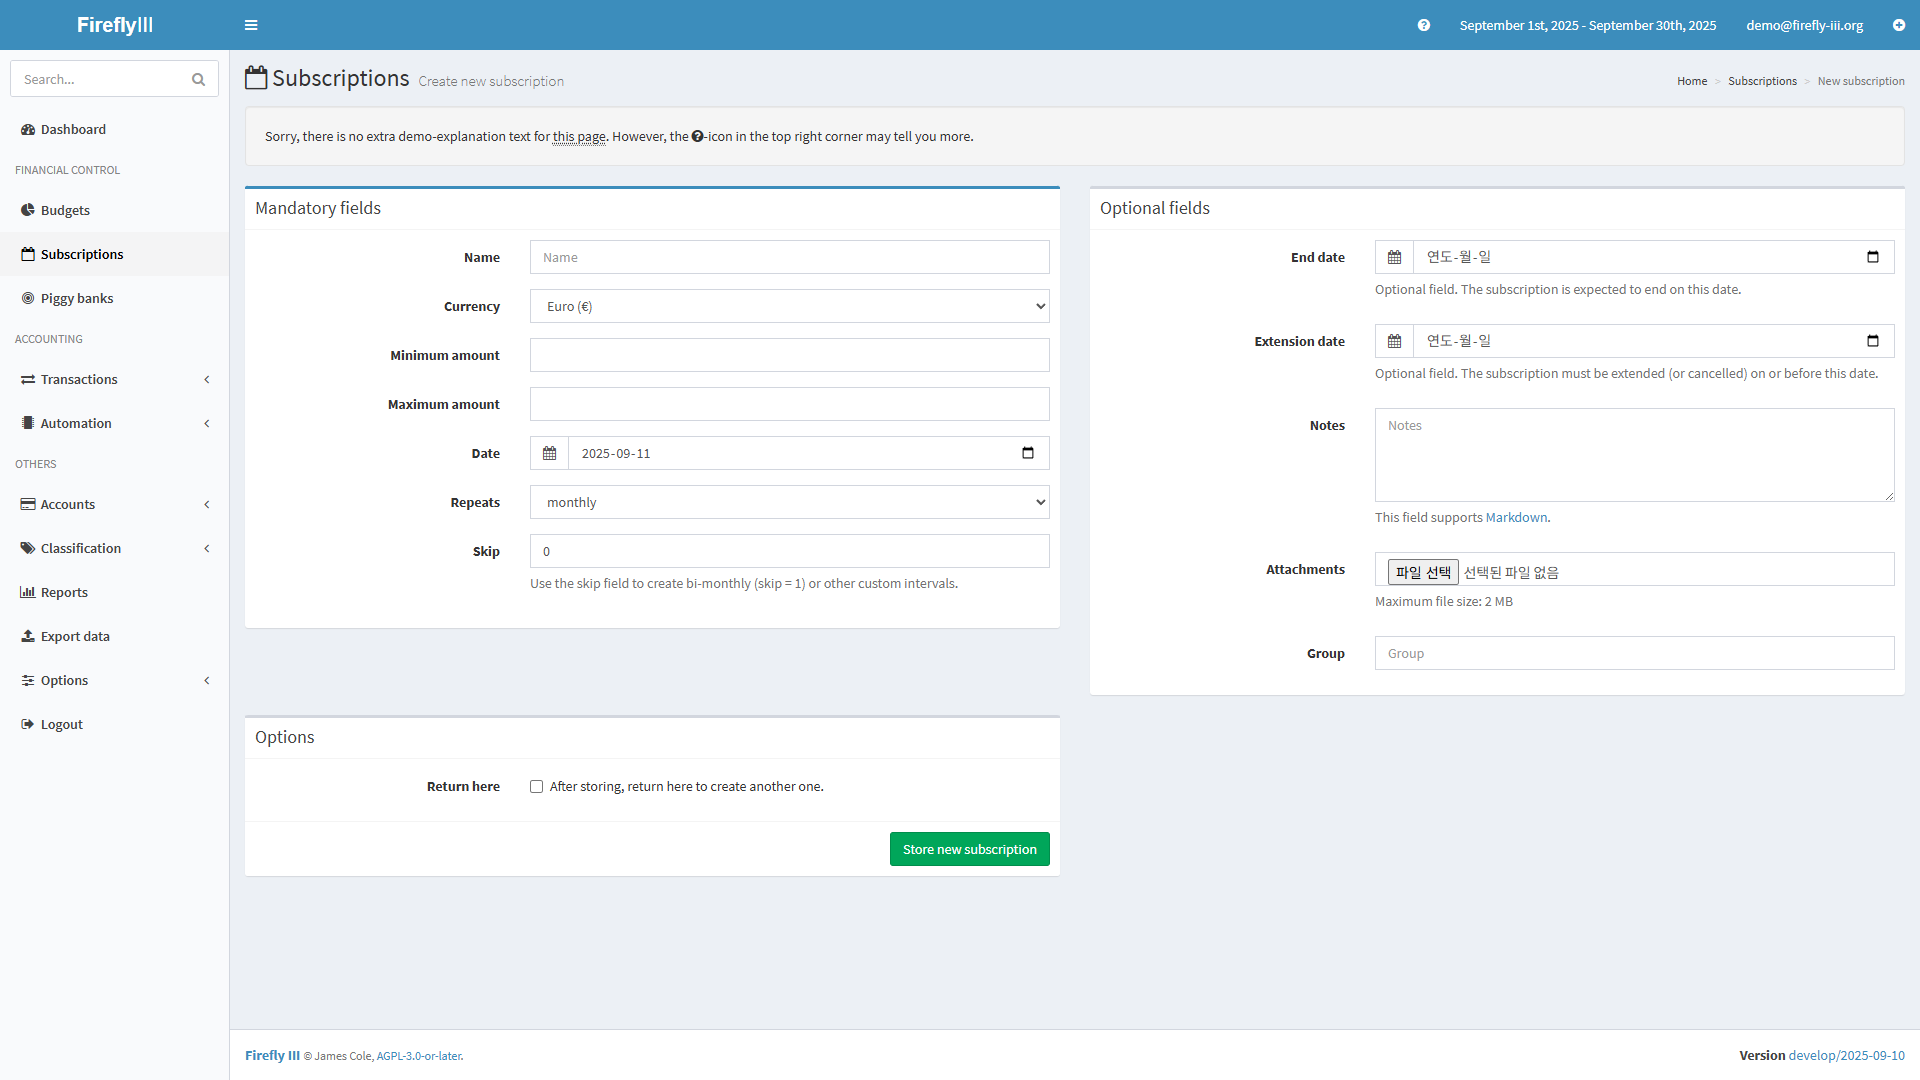 FireflyIII
September 1st, 2025 - September 30th, 2025
demo@firefly-iii.org
Search...
Dashboard
FINANCIAL CONTROL
Budgets
Subscriptions
Piggy banks
ACCOUNTING
Transactions
Automation
OTHERS
Accounts
Classification
Reports
Export data
Options
Logout
Subscriptions Create new subscription
Home > Subscriptions > New subscription
Sorry, there is no extra demo-explanation text for this page. However, the ?-icon in the top right corner may tell you more.
Mandatory fields
Name
Name
Currency
Euro (€)
Minimum amount
Maximum amount
Date
2025-09-11
Repeats
monthly
Skip
0
Use the skip field to create bi-monthly (skip = 1) or other custom intervals.
Optional fields
End date
연도-월-일
Optional field. The subscription is expected to end on this date.
Extension date
연도-월-일
Optional field. The subscription must be extended (or cancelled) on or before this date.
Notes
Notes
This field supports Markdown.
Attachments
파일 선택 선택된 파일 없음
Maximum file size: 2 MB
Group
Group
Options
Return here
After storing, return here to create another one.
Store new subscription
Firefly III © James Cole, AGPL-3.0-or-later.
Version develop/2025-09-10